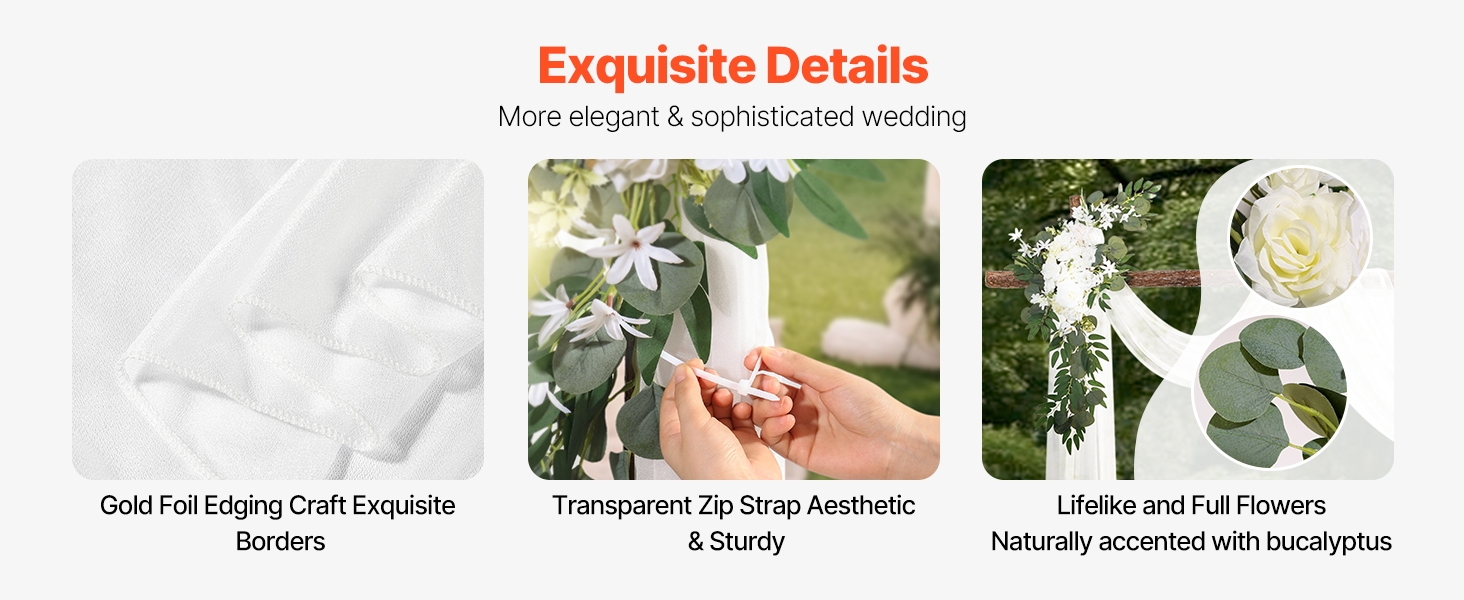 Exquisite Details
More elegant & sophisticated wedding
Gold Foil Edging Craft Exquisite
Borders
Transparent Zip Strap Aesthetic
& Sturdy
Lifelike and Full Flowers
Naturally accented with bucalyptus